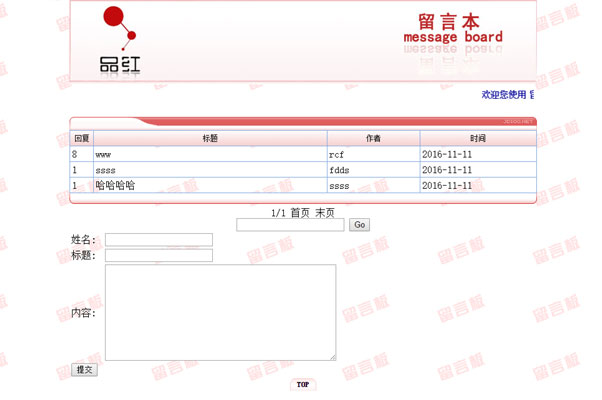 留言本
message board
品红
欢迎您使用
回复 标题 作者 时间
8 www rcf 2016-11-11
1 ssss fdds 2016-11-11
1 哈哈哈哈 ssss 2016-11-11
1/1 首页 末页
Go
姓名:
标题:
内容:
提交
TOP
留言板